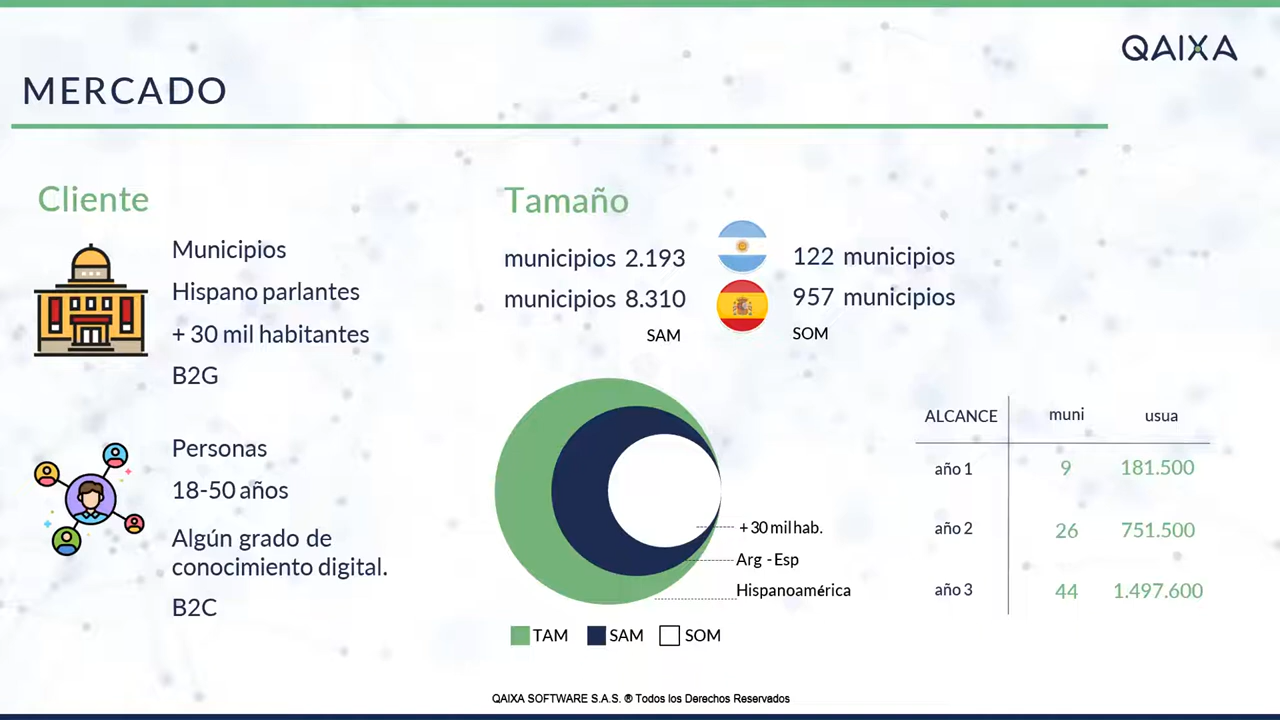 QAIXA
MERCADO
Cliente
Municipios
Hispano parlantes
+ 30 mil habitantes
B2G
Personas
18-50 años
Algún grado de
conocimiento digital.
B2C
Tamaño
municipios 2.193
122 municipios
municipios 8.310
957 municipios
SAM
SOM
+ 30 mil hab.
Arg - Esp
Hispanoamérica
TAM SAM SOM
ALCANCE muni usua
año 1 9 181.500
año 2 26 751.500
año 3 44 1.497.600
QAIXA SOFTWARE S.A.S. ® Todos los Derechos Reservados